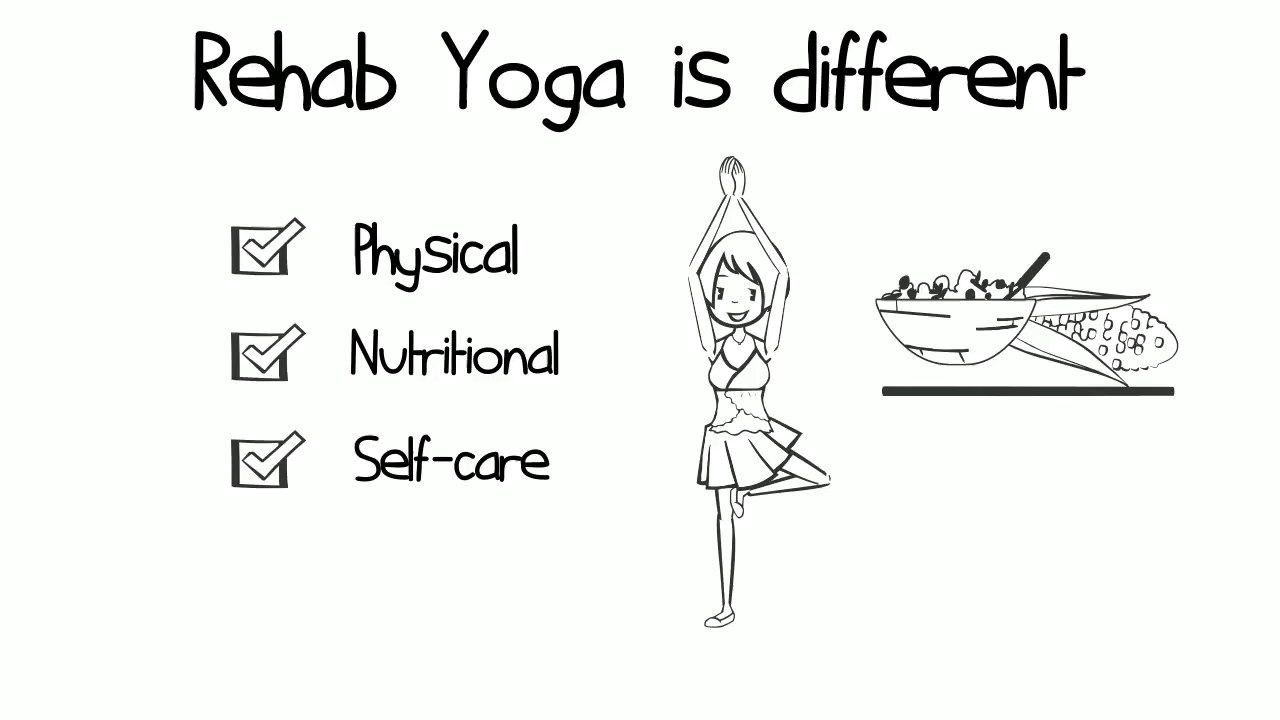 Rehab Yoga is different
Physical
Nutritional
Self-care